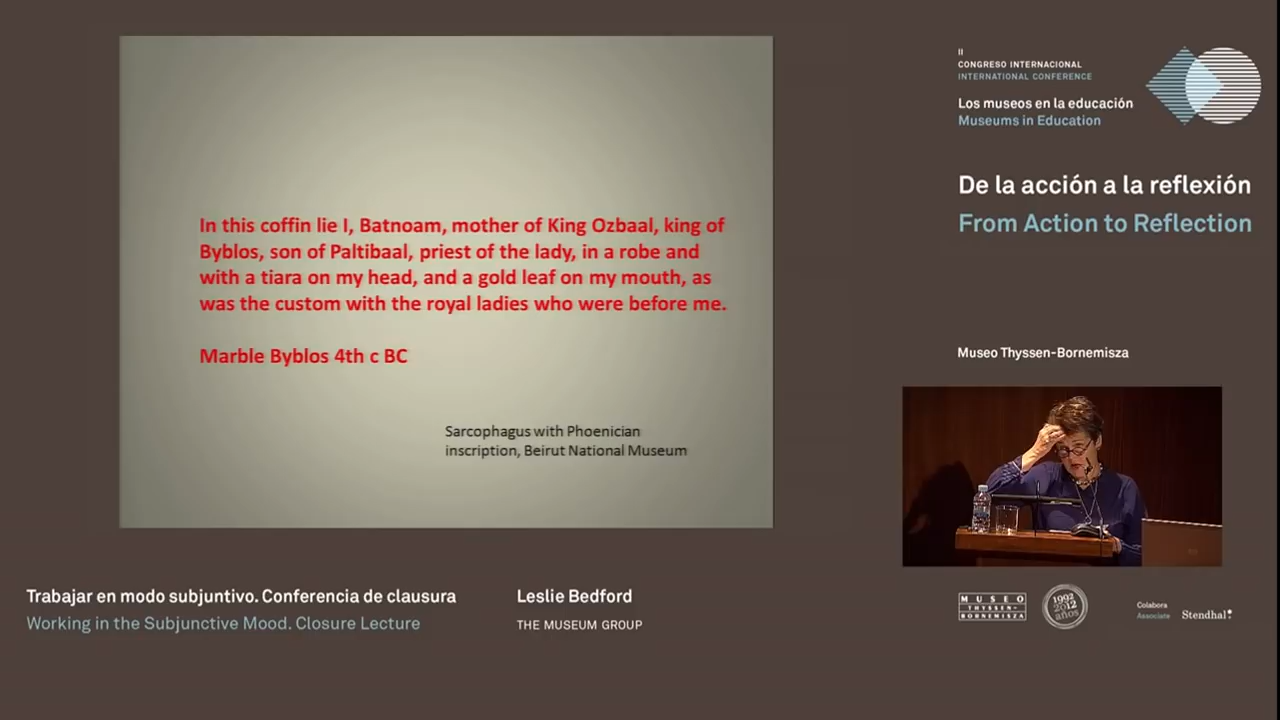 In this coffin lie I, Batnoam, mother of King Ozbaal, king of
Byblos, son of Paltibaal, priest of the lady, in a robe and
with a tiara on my head, and a gold leaf on my mouth, as
was the custom with the royal ladies who were before me.
Marble Byblos 4th c BC
Sarcophagus with Phoenician
inscription, Beirut National Museum
II
CONGRESO INTERNACIONAL
INTERNATIONAL CONFERENCE
Los museos en la educación
Museums in Education
De la acción a la reflexión
From Action to Reflection
Museo Thyssen-Bornemisza
Trabajar en modo subjuntivo. Conferencia de clausura
Working in the Subjunctive Mood. Closure Lecture
Leslie Bedford
THE MUSEUM GROUP
MUSEO
THYSSEN-
BORNEMISZA
1992
2012
años
Colabora
Associate
Stendhal